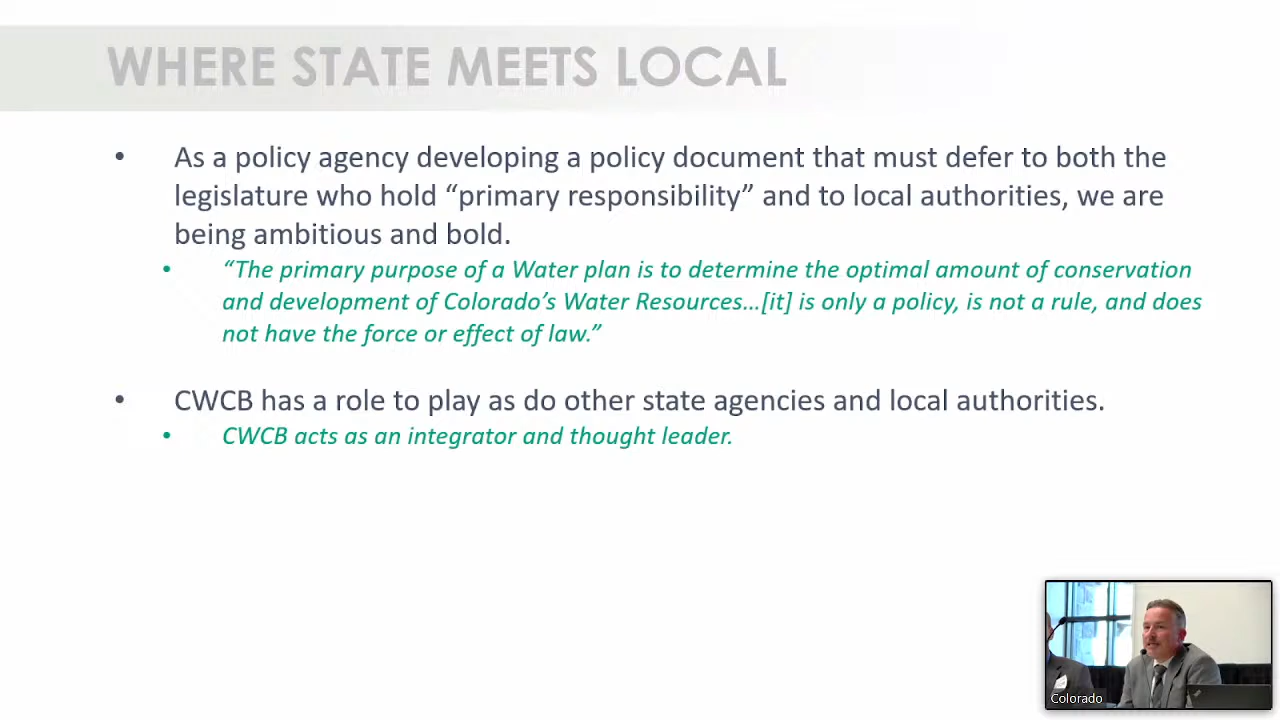 WHERE STATE MEETS LOCAL
• As a policy agency developing a policy document that must defer to both the
legislature who hold “primary responsibility” and to local authorities, we are
being ambitious and bold.
• “The primary purpose of a Water plan is to determine the optimal amount of conservation
and development of Colorado’s Water Resources…[it] is only a policy, is not a rule, and does
not have the force or effect of law.”
• CWCB has a role to play as do other state agencies and local authorities.
• CWCB acts as an integrator and thought leader.
Colorado